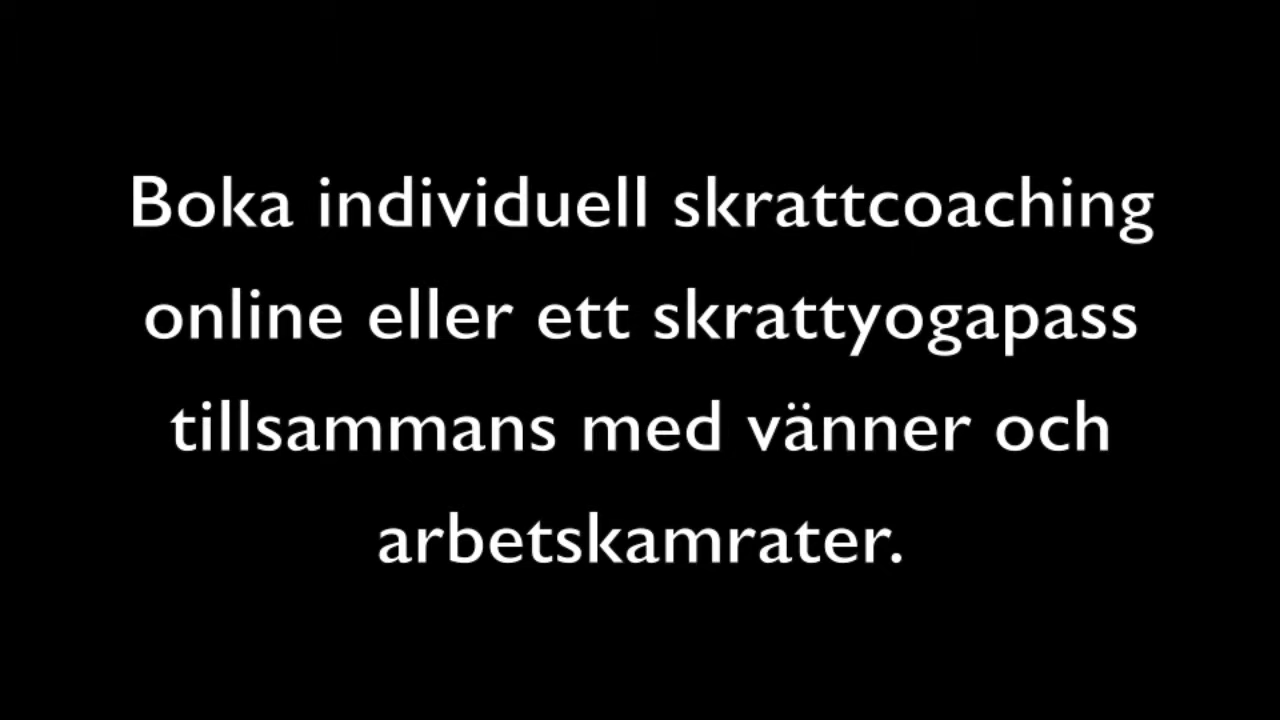 Boka individuell skrattcoaching
online eller ett skrattyogapass
tillsammans med vänner och
arbetskamrater.